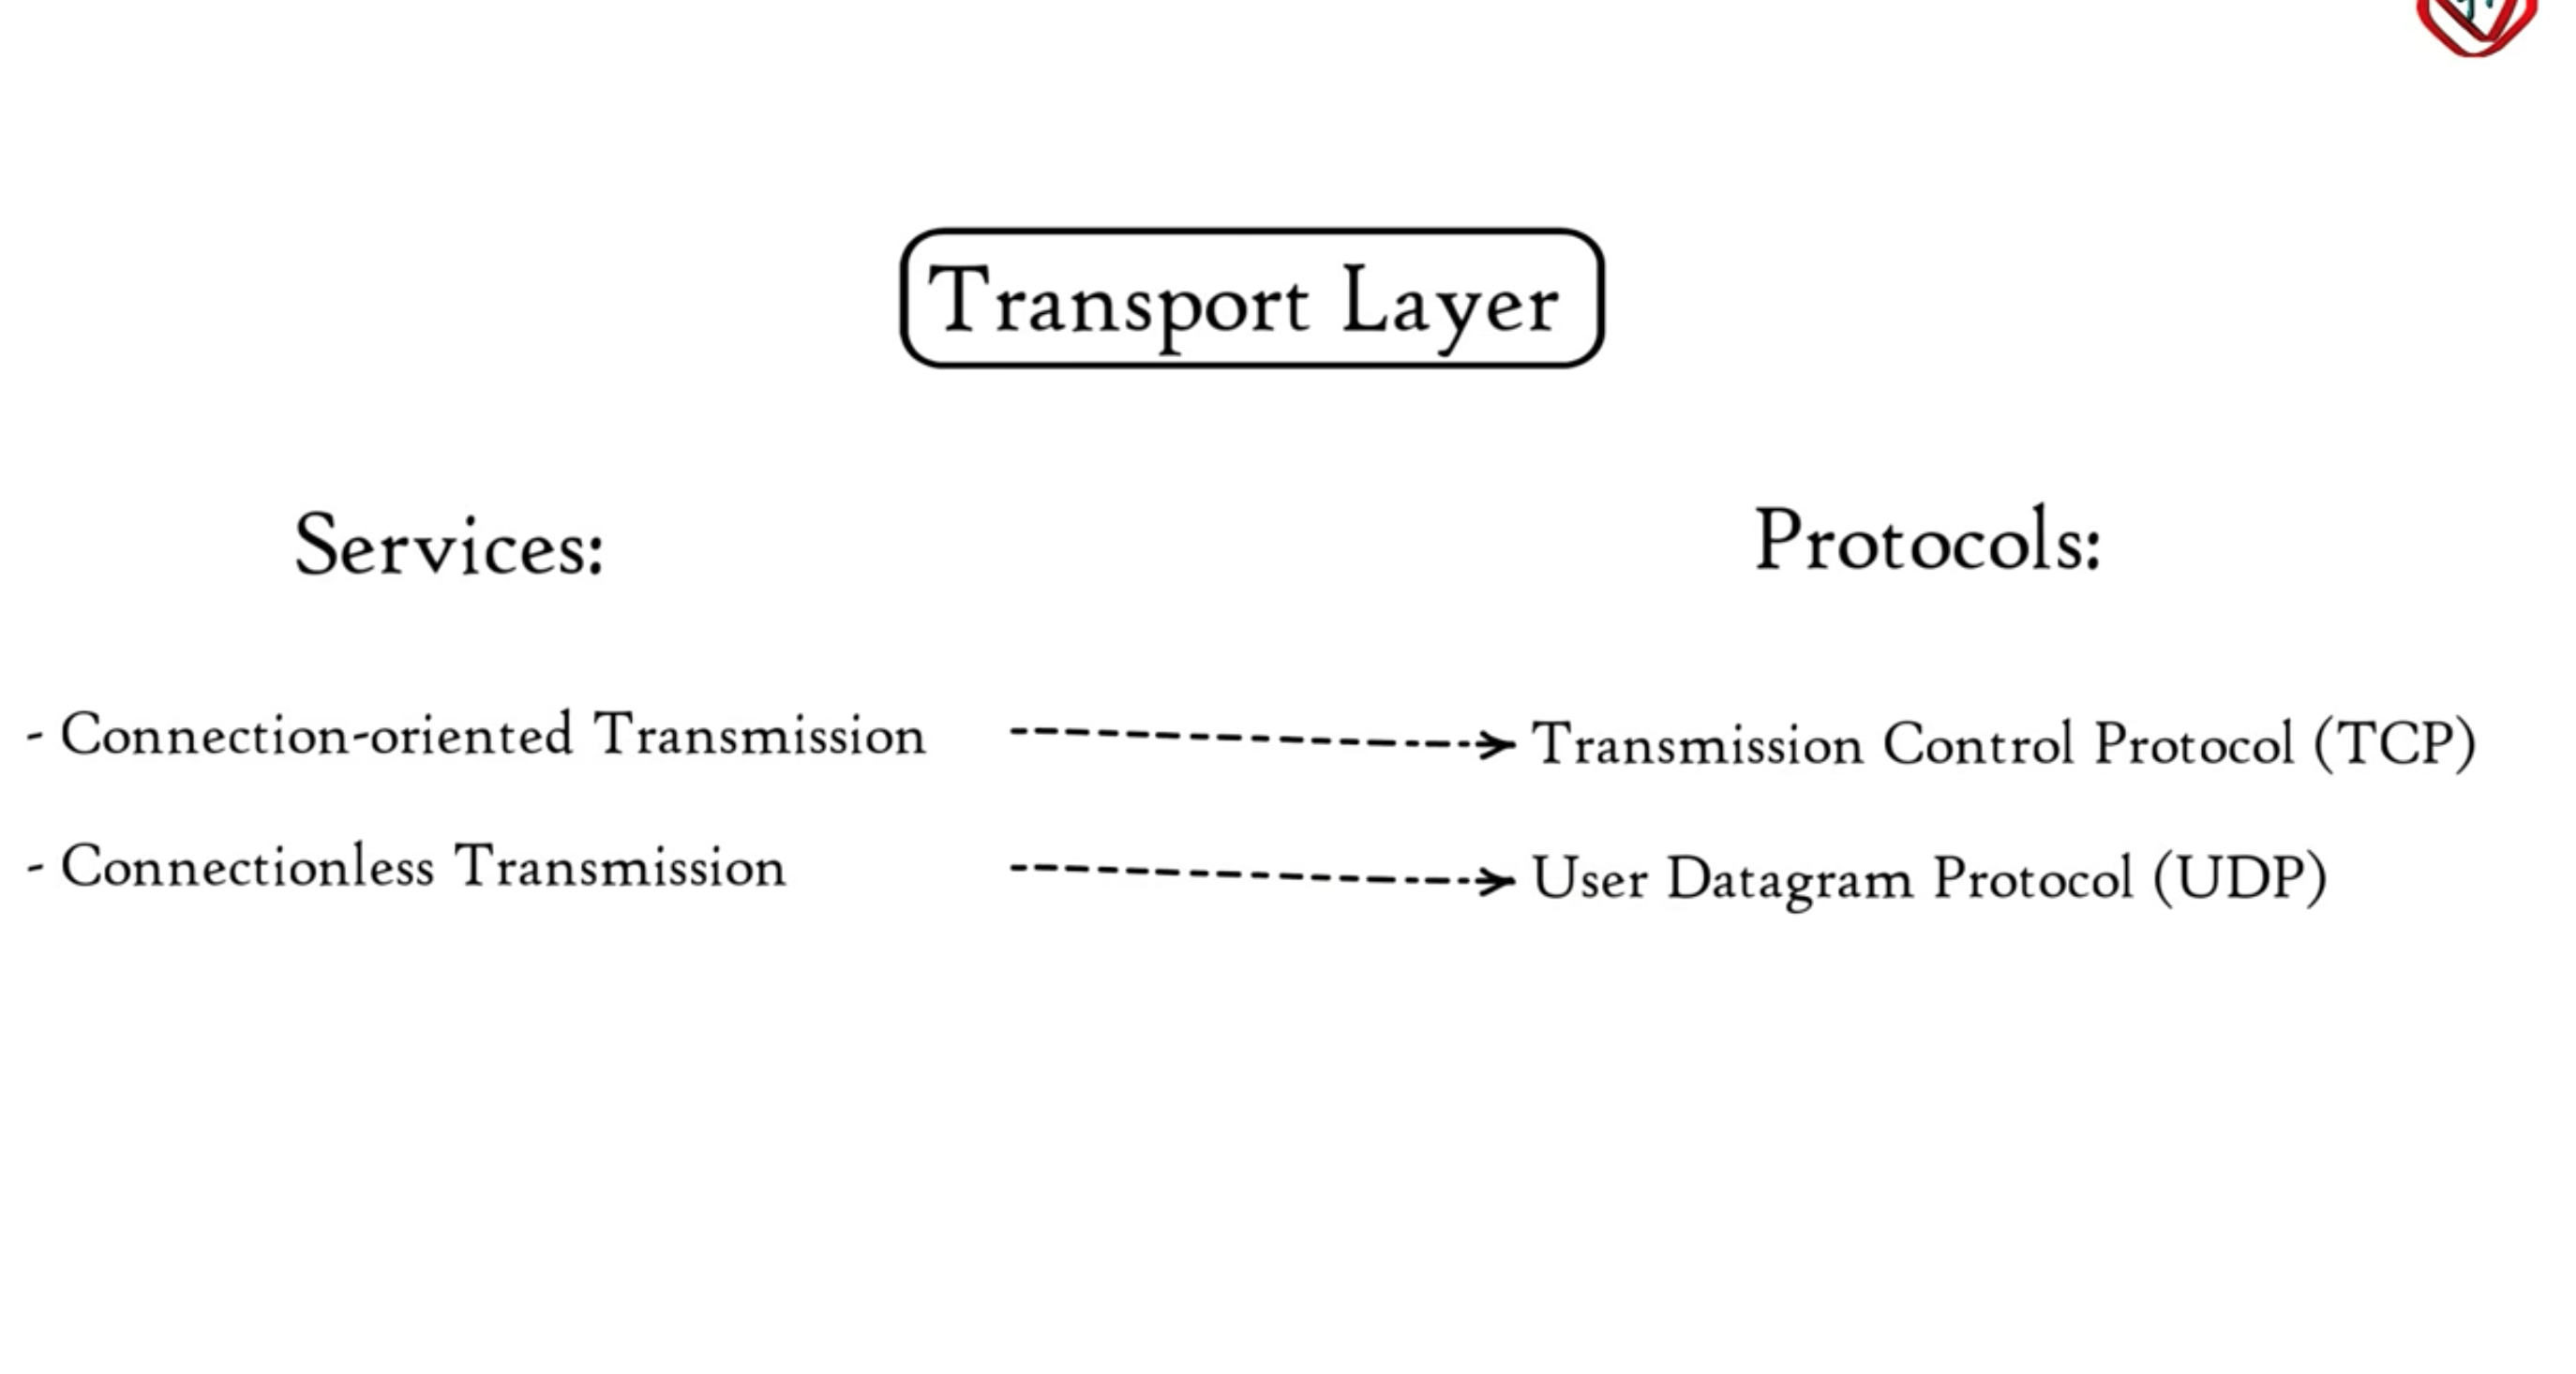 Transport Layer
Services:
Protocols:
- Connection-oriented Transmission
Transmission Control Protocol (TCP)
- Connectionless Transmission
User Datagram Protocol (UDP)